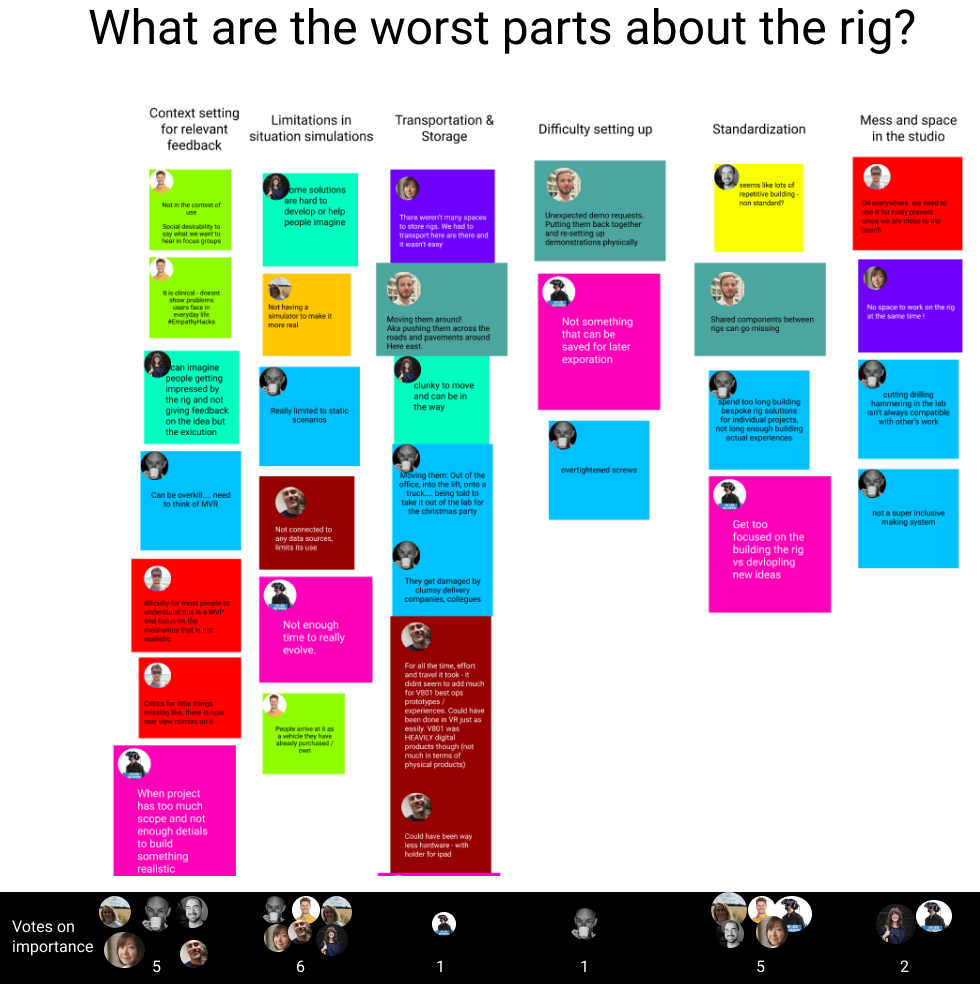 What are the worst parts about the rig?
Context setting
for relevant
feedback
Not in the context of
use
Social desirability to
say what we want to
hear in focus groups
It is clinical - doesnt
show problems
users face in
everyday life
#EmpathyHacks
can imagine
people getting
impressed by
the rig and not
giving feedback
on the idea but
the exicution
Can be overkill.... need
to think of MVR
dificulty for most people to
understand this is a MVP
and focus on the
mechanics that is not
realistic
Critics for little things
missing like, there is now
rear view mirrors on it
When project
has too much
scope and not
enough detials
to build
something
realistic
Limitations in
situation simulations
ome solutions
are hard to
develop or help
people imagine
Not having a
simulator to make it
more real
Really limited to static
scenarios
Not connected to
any data sources,
limits its use
Not enough
time to really
evolve.
People arrive at it as
a vehicle they have
already purchased /
own
Transportation &
Storage
There weren't many spaces
to store rigs. We had to
transport here are there and
it wasn't easy
Moving them around!
Aka pushing them across the
roads and pavements around
Here east.
clunky to move
and can be in
the way
Moving them: Out of the
office, into the lift, onto a
truck.... being told to
take it out of the lab for
the christmas party
They get damaged by
clumsy delivery
companies, collegues
For all the time, effort
and travel it took - it
didnt seem to add much
for V801 best ops
prototypes /
experiences. Could have
been done in VR just as
easily. V801 was
HEAVILY digital
products though (not
much in terms of
physical products)
Could have been way
less hardware - with
holder for ipad
Difficulty setting up
Unexpected demo requests.
Putting them back together
and re-setting up
demonstrations physically
Not something
that can be
saved for later
exporation
overtightened screws
Standardization
seems like lots of
repetitive building -
non standard?
Shared components between
rigs can go missing
spend too long building
bespoke rig solutions
for individual projects,
not long enough building
actual experiences
Get too
focused on the
building the rig
vs devlopling
new ideas
Mess and space
in the studio
Oil everywhere. we need to
use it for rusty prevent
since we are close to the
beach
No space to work on the rig
at the same time !
cutting drilling
hammering in the lab
isn't always compatible
with other's work
not a super inclusive
making system
Votes on
importance
5
6
1
1
5
2